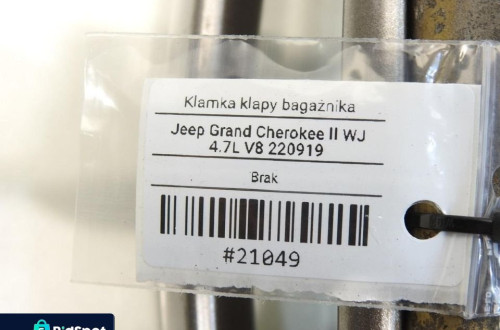 Klamka klapy bagażnika
Jeep Grand Cherokee II WJ
4.7L V8 220919
Brak
#21049